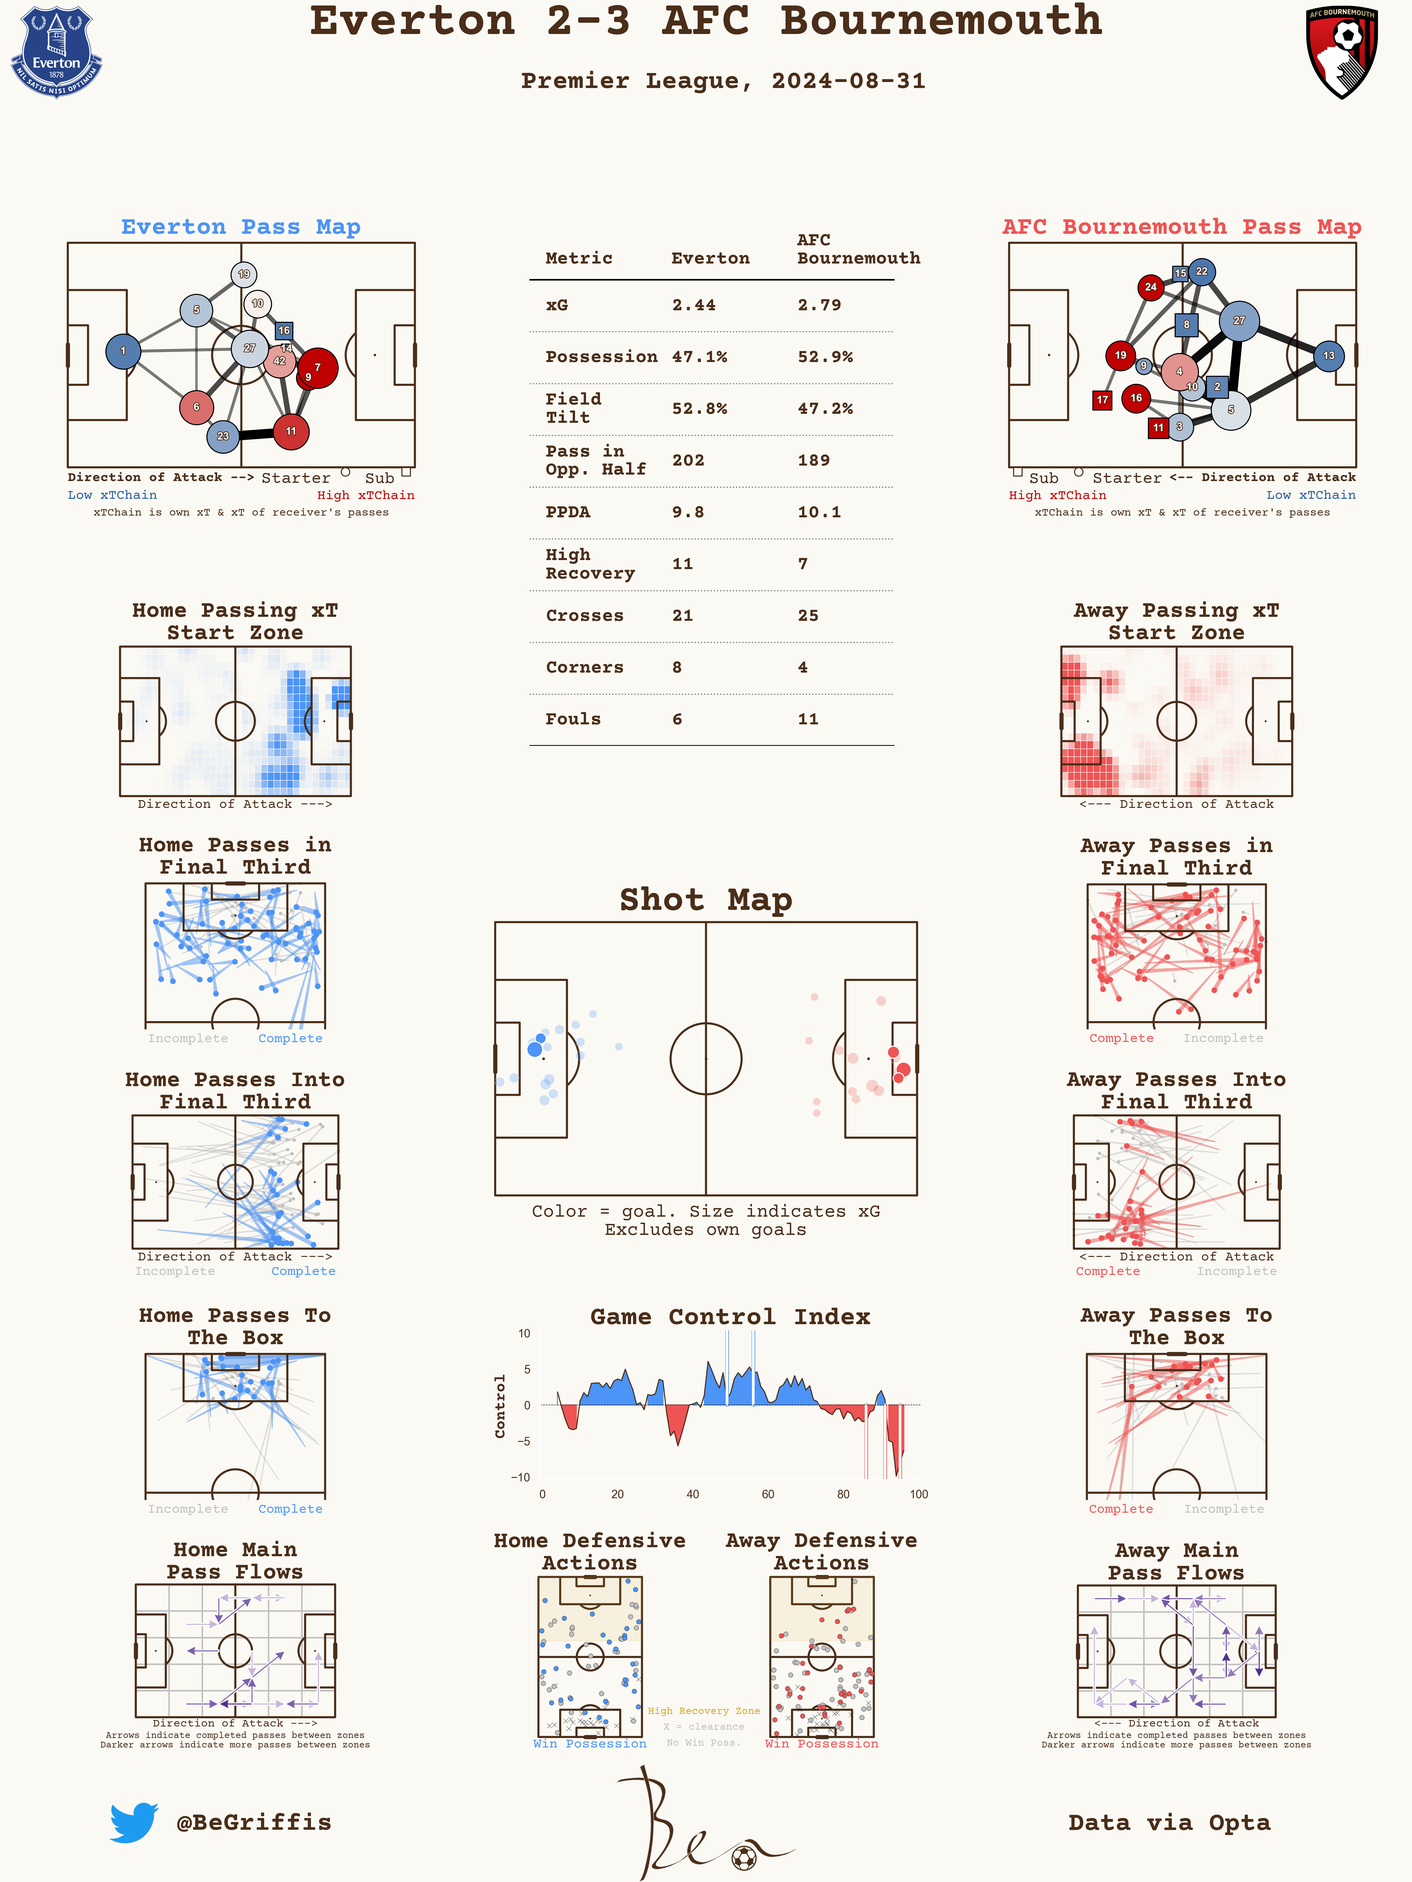 Everton 2-3 AFC Bournemouth
Premier League, 2024-08-31
Everton
1878
NIL SATIS NISI OPTIMUM
AFC BOURNEMOUTH
Everton Pass Map
19
5
10
16
1
27
14
42
7
9
6
11
23
Direction of Attack --> Starter Sub
Low xTChain High xTChain
xTChain is own xT & xT of receiver's passes
Metric Everton AFC Bournemouth
xG 2.44 2.79
Possession 47.1% 52.9%
Field Tilt 52.8% 47.2%
Pass in Opp. Half 202 189
PPDA 9.8 10.1
High Recovery 11 7
Crosses 21 25
Corners 8 4
Fouls 6 11
AFC Bournemouth Pass Map
15
22
24
8
27
19
9
13
4
10
2
17
16
5
11
3
Sub Starter <-- Direction of Attack
High xTChain Low xTChain
xTChain is own xT & xT of receiver's passes
Home Passing xT
Start Zone
Direction of Attack --->
Away Passing xT
Start Zone
<--- Direction of Attack
Home Passes in
Final Third
Incomplete Complete
Away Passes in
Final Third
Complete Incomplete
Shot Map
Color = goal. Size indicates xG
Excludes own goals
Home Passes Into
Final Third
Direction of Attack --->
Incomplete Complete
Away Passes Into
Final Third
<--- Direction of Attack
Complete Incomplete
Home Passes To
The Box
Incomplete Complete
Game Control Index
Control
10
5
0
−5
−10
0 20 40 60 80 100
Away Passes To
The Box
Complete Incomplete
Home Main
Pass Flows
Direction of Attack --->
Arrows indicate completed passes between zones
Darker arrows indicate more passes between zones
Home Defensive
Actions
Win Possession
High Recovery Zone
X = clearance
No Win Poss.
Away Defensive
Actions
Win Possession
Away Main
Pass Flows
<--- Direction of Attack
Arrows indicate completed passes between zones
Darker arrows indicate more passes between zones
@BeGriffis
Ben
Data via Opta